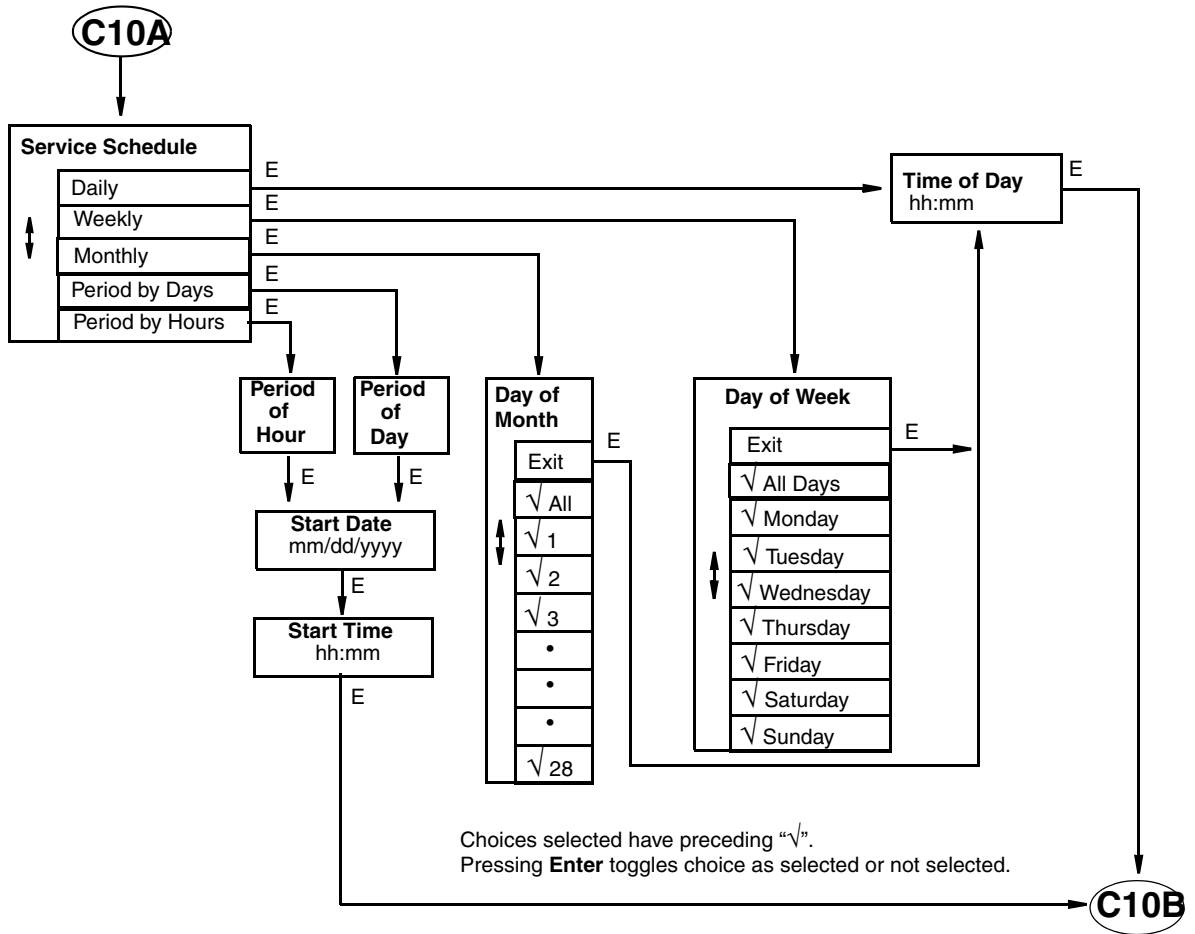 C10A
Service Schedule
Daily
Weekly
Monthly
Period by Days
Period by Hours
E
E
E
E
E
Time of Day
hh:mm
E
Period
of
Hour
E
Period
of
Day
E
Start Date
mm/dd/yyyy
E
Start Time
hh:mm
E
Day of
Month
Exit
E
√ All
√ 1
√ 2
√ 3
•
•
•
√ 28
Day of Week
Exit
E
√ All Days
√ Monday
√ Tuesday
√ Wednesday
√ Thursday
√ Friday
√ Saturday
√ Sunday
Choices selected have preceding “√”.
Pressing Enter toggles choice as selected or not selected.
C10B